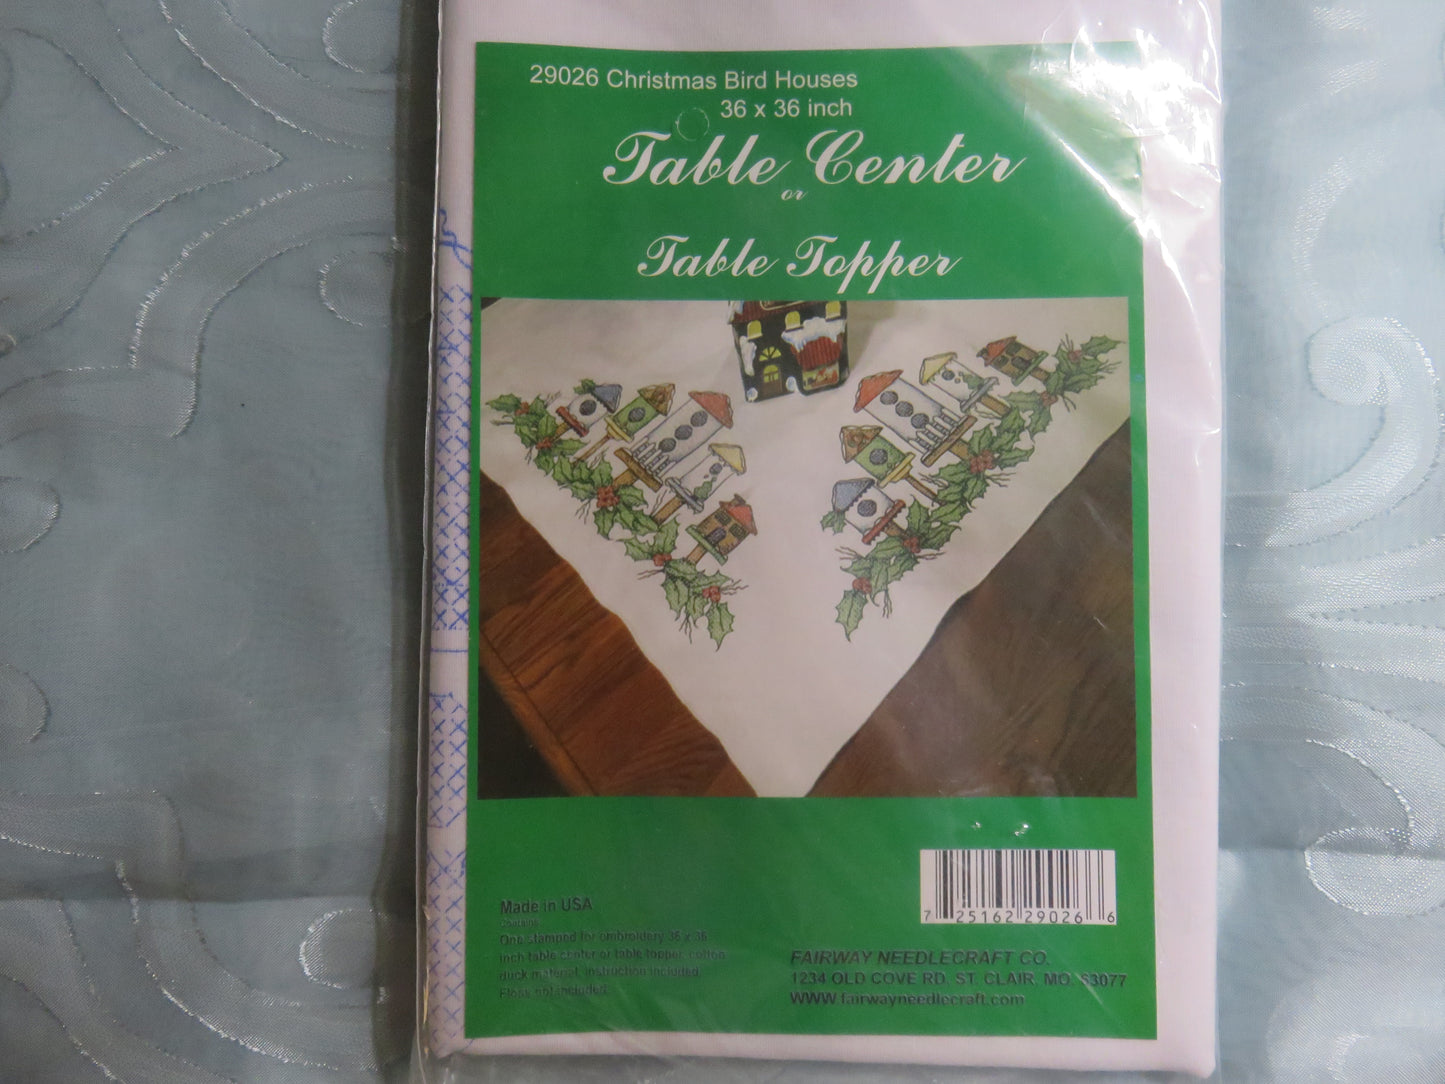 29026 Christmas Bird Houses
36 x 36 inch
Table Center
or
Table Topper
Made in USA
Contains
One stamped for embroidery 36 x 36
inch table center or table topper, cotton
duck material, instruction included.
Floss not included.
7 25162 29026 6
FAIRWAY NEEDLECRAFT CO.
1234 OLD COVE RD. ST. CLAIR, MO. 63077
WWW.fairwayneedlecraft.com